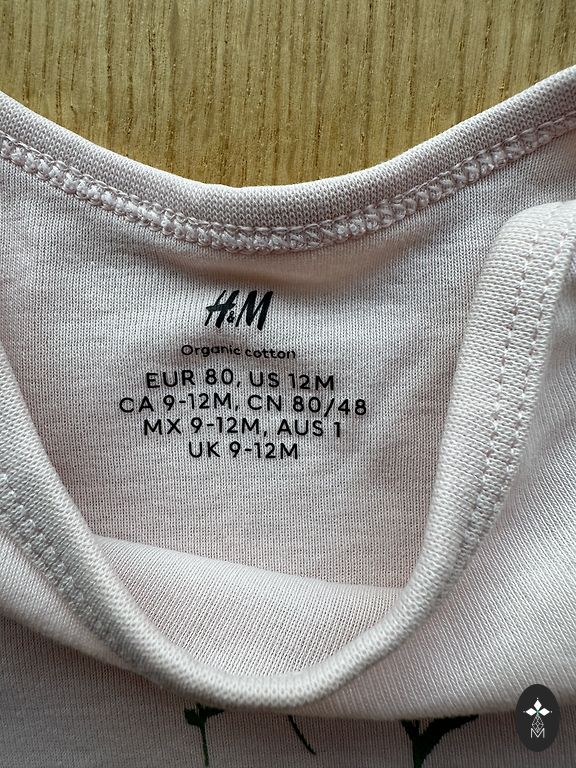 H&M
Organic cotton
EUR 80, US 12M
CA 9-12M, CN 80/48
MX 9-12M, AUS 1
UK 9-12M
M